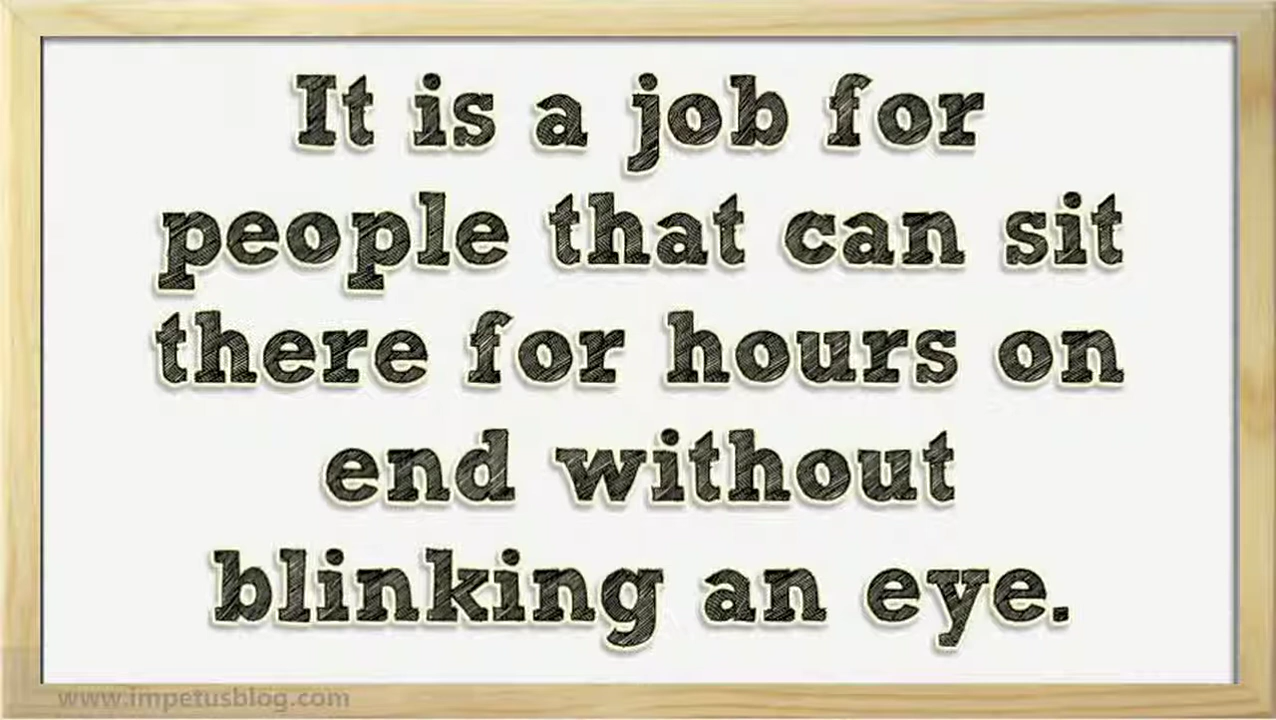 It is a job for
people that can sit
there for hours on
end without
blinking an eye.
www.impetusblog.com